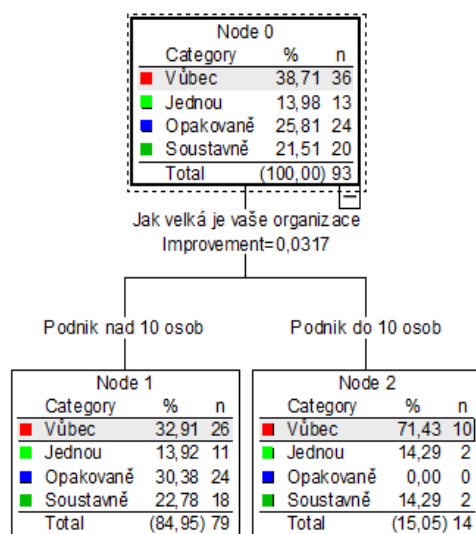 Node 0
Category % n
Vůbec 38,71 36
Jednou 13,98 13
Opakovaně 25,81 24
Soustavně 21,51 20
Total (100,00) 93
Jak velká je vaše organizace
Improvement=0,0317
Podnik nad 10 osob
Podnik do 10 osob
Node 1
Category % n
Vůbec 32,91 26
Jednou 13,92 11
Opakovaně 30,38 24
Soustavně 22,78 18
Total (84,95) 79
Node 2
Category % n
Vůbec 71,43 10
Jednou 14,29 2
Opakovaně 0,00 0
Soustavně 14,29 2
Total (15,05) 14